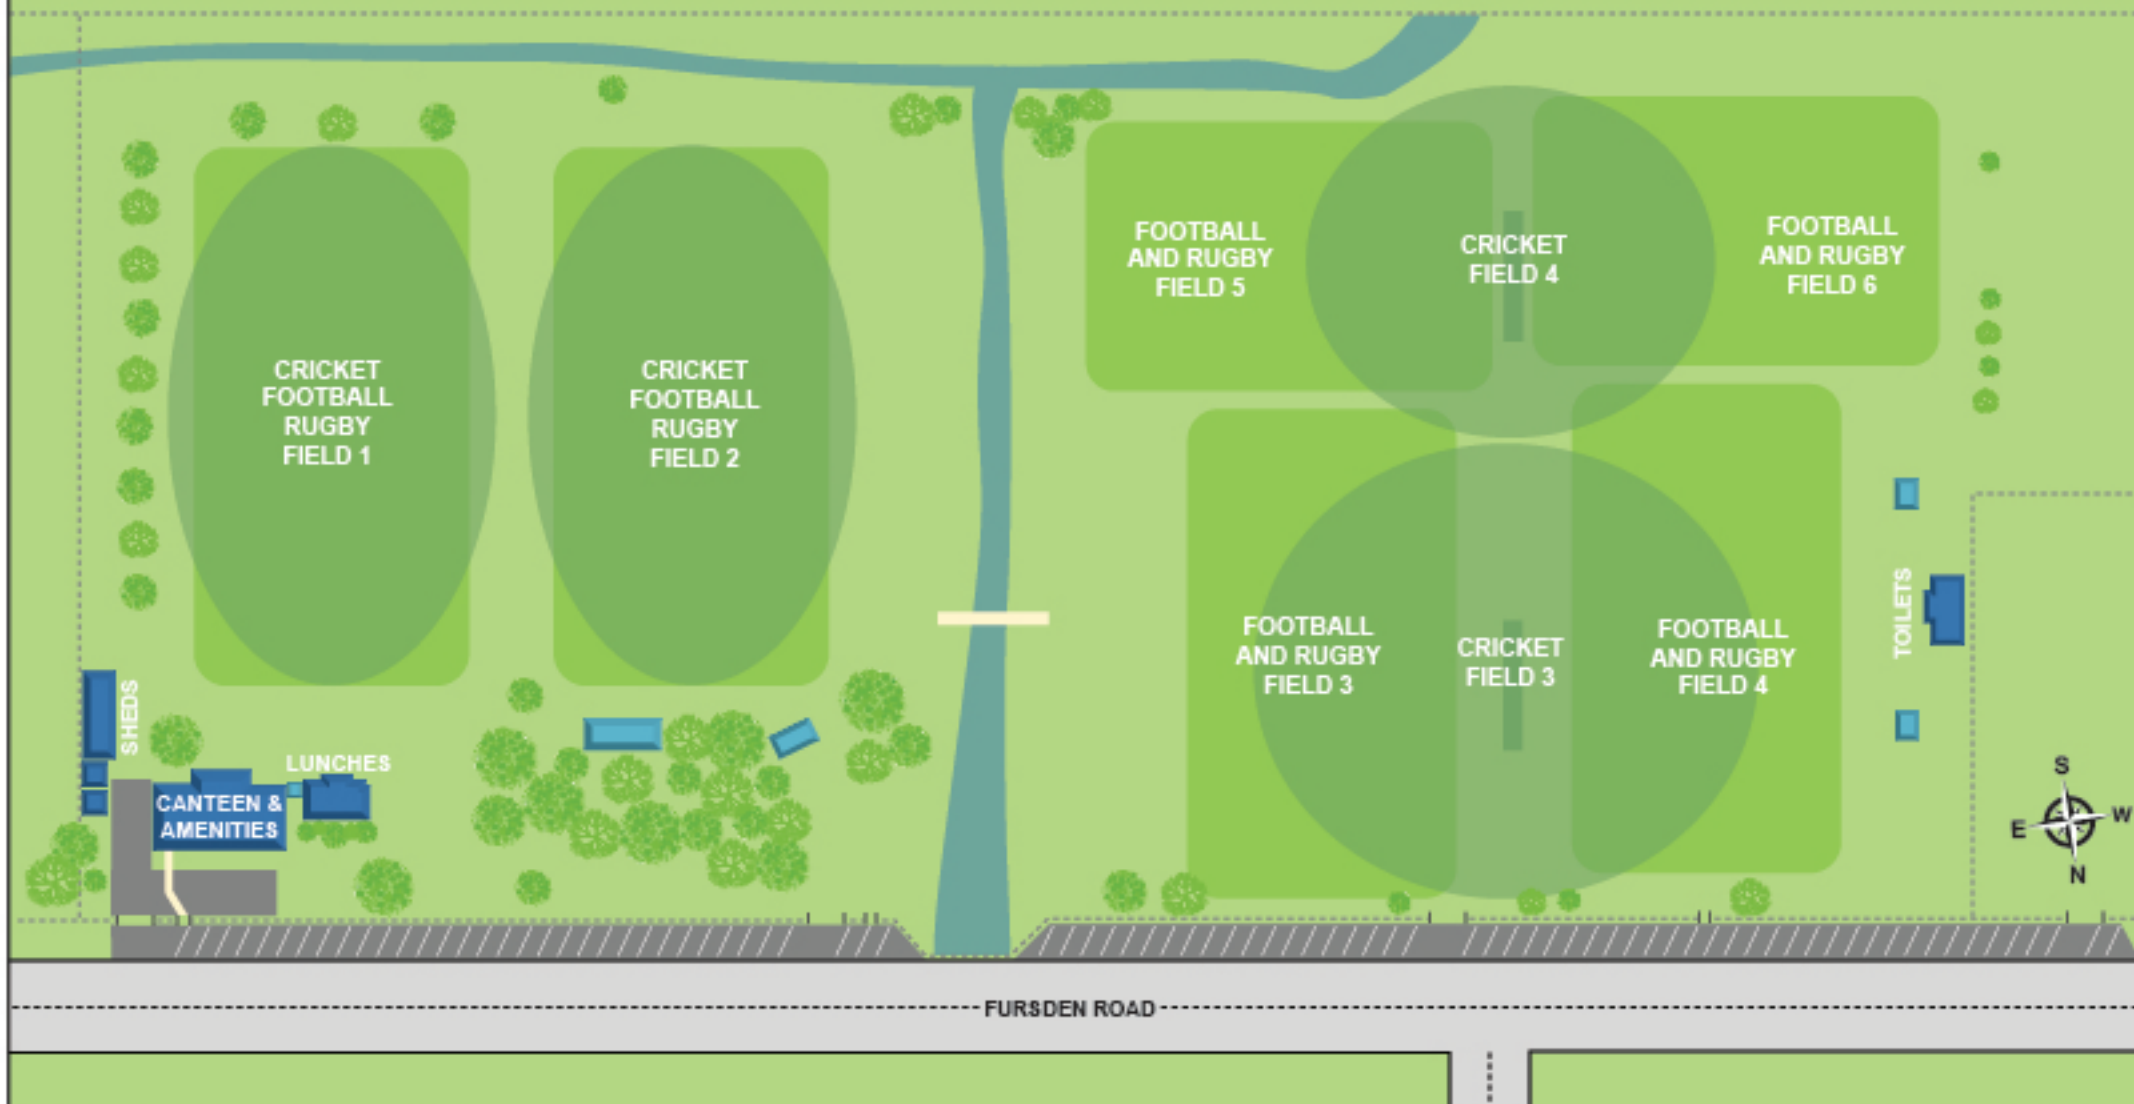 FOOTBALL
AND RUGBY
FIELD 5
CRICKET
FIELD 4
FOOTBALL
AND RUGBY
FIELD 6
CRICKET
FOOTBALL
RUGBY
FIELD 1
CRICKET
FOOTBALL
RUGBY
FIELD 2
FOOTBALL
AND RUGBY
FIELD 3
CRICKET
FIELD 3
FOOTBALL
AND RUGBY
FIELD 4
TOILETS
SHEDS
LUNCHES
CANTEEN &
AMENITIES
S
E
W
N
FURSDEN ROAD